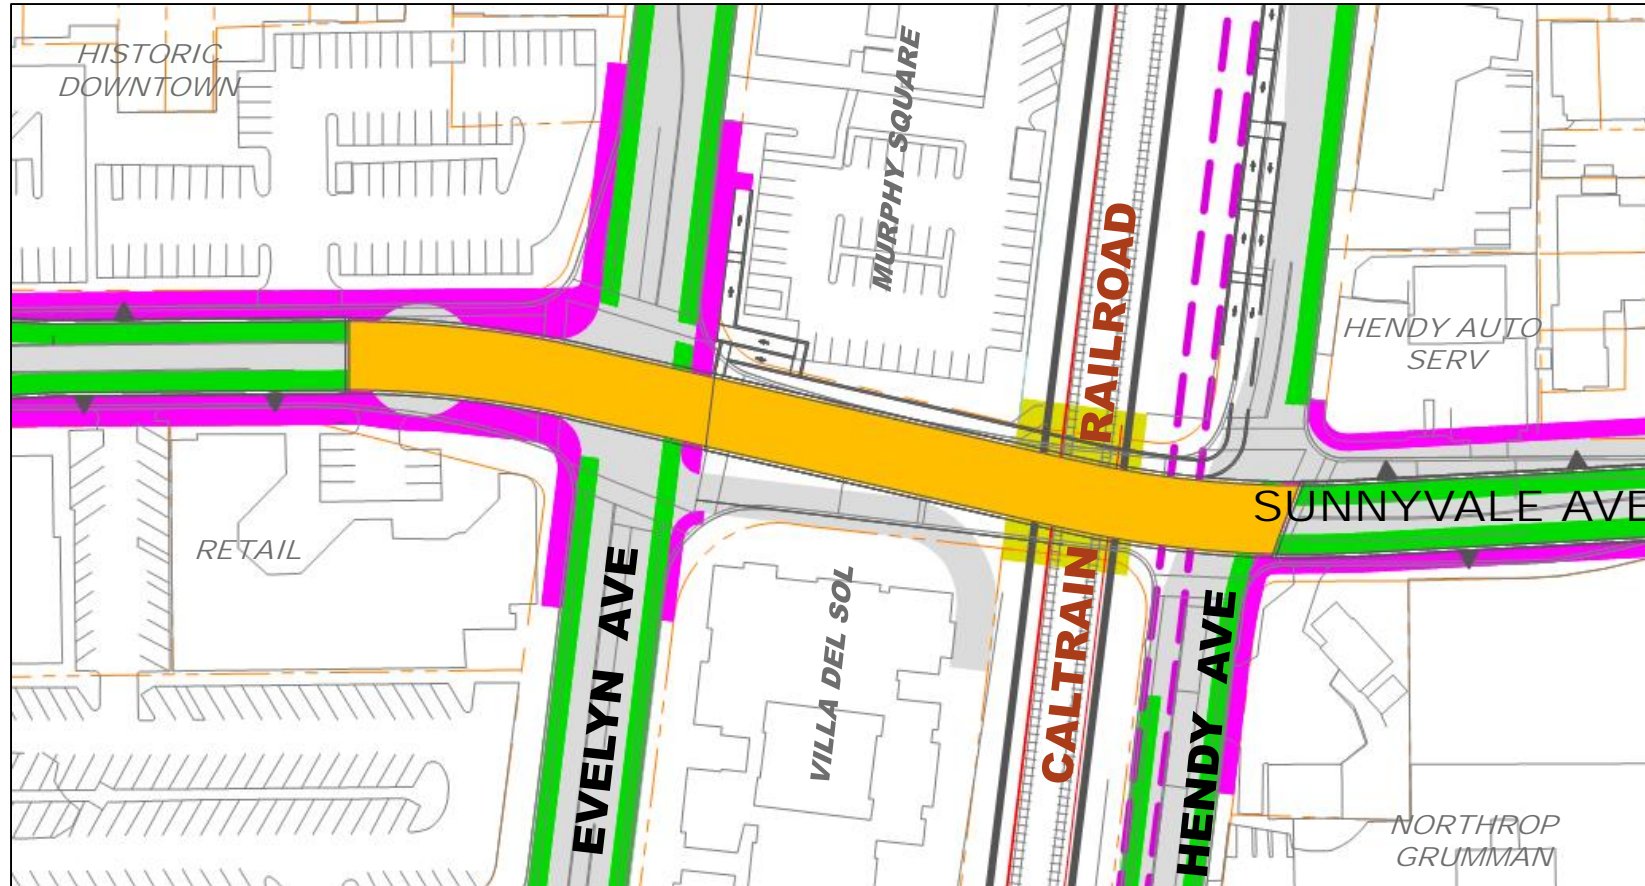 HISTORIC
DOWNTOWN
MURPHY SQUARE
RAILROAD
HENDY AUTO
SERV
SUNNYVALE AVE
RETAIL
EVELYN AVE
VILLA DEL SOL
CALTRAIN
HENDY AVE
NORTHROP
GRUMMAN